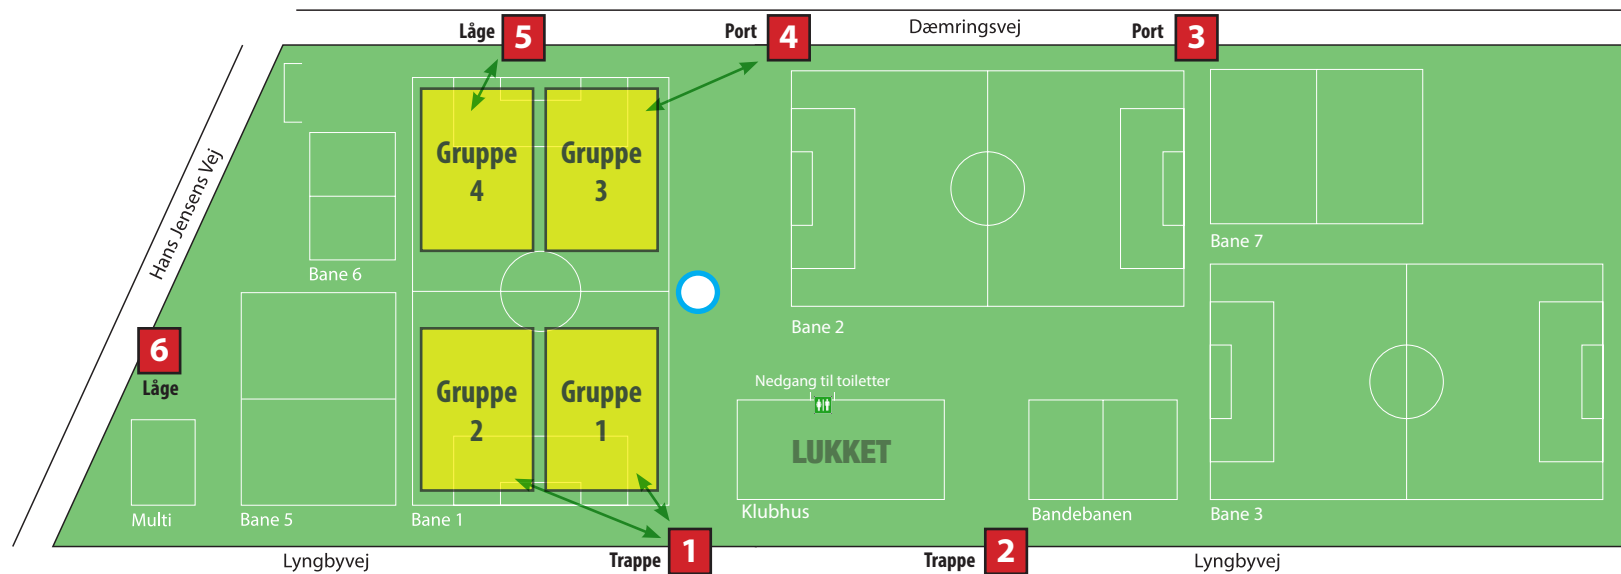 Dæmringsvej
Låge 5
Port 4
Port 3
Hans Jensens Vej
Gruppe
4
Gruppe
3
Bane 6
Bane 7
Bane 2
6
Låge
Gruppe
2
Gruppe
1
Nedgang til toiletter
LUKKET
Klubhus
Multi
Bane 5
Bane 1
Bandebanen
Bane 3
Lyngbyvej
Trappe 1
Trappe 2
Lyngbyvej